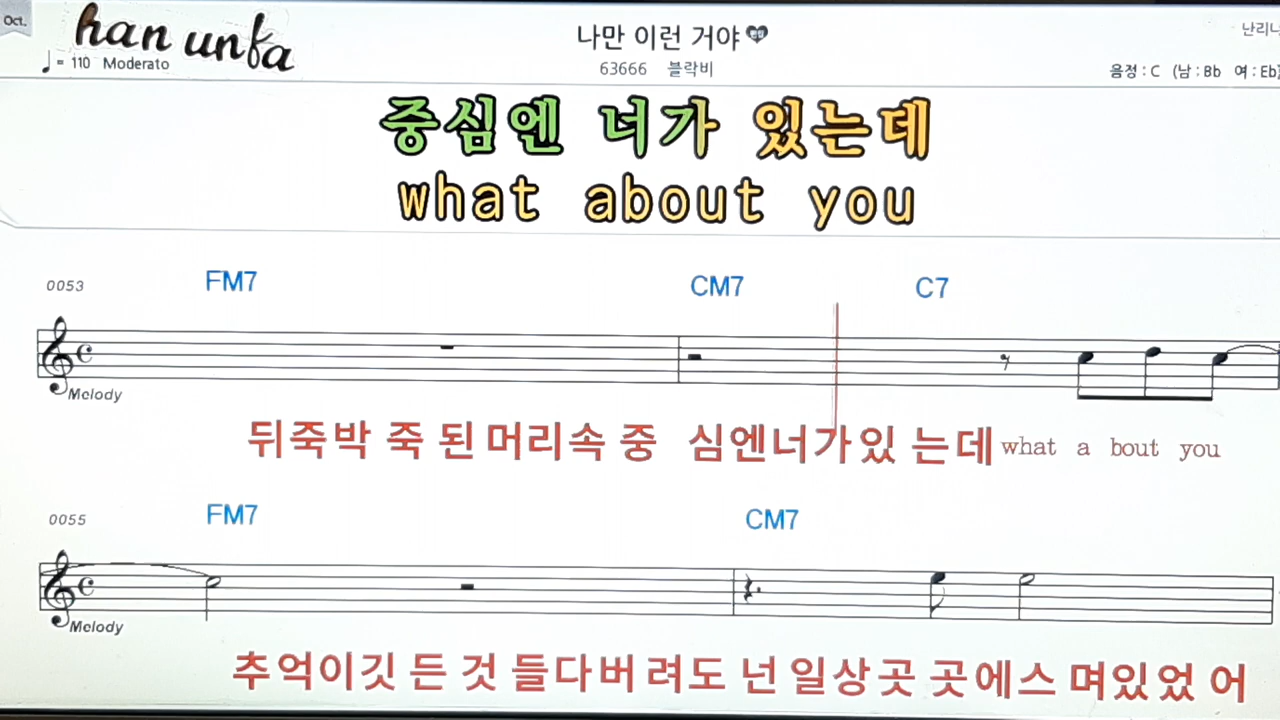 Oct.
han unfa
♩= 110 Moderato
나만 이런 거야
63666 블락비
난리나
음정 : C (남 : Bb 여 : Eb)
중심엔 너가 있는데
what about you
0053 FM7 CM7 C7
Melody
뒤죽박 죽 된 머리속 중 심엔너가있 는데 what a bout you
0055 FM7 CM7
Melody
추억이깃 든 것 들다버 려도 넌 일상곳 곳에스 며있었 어